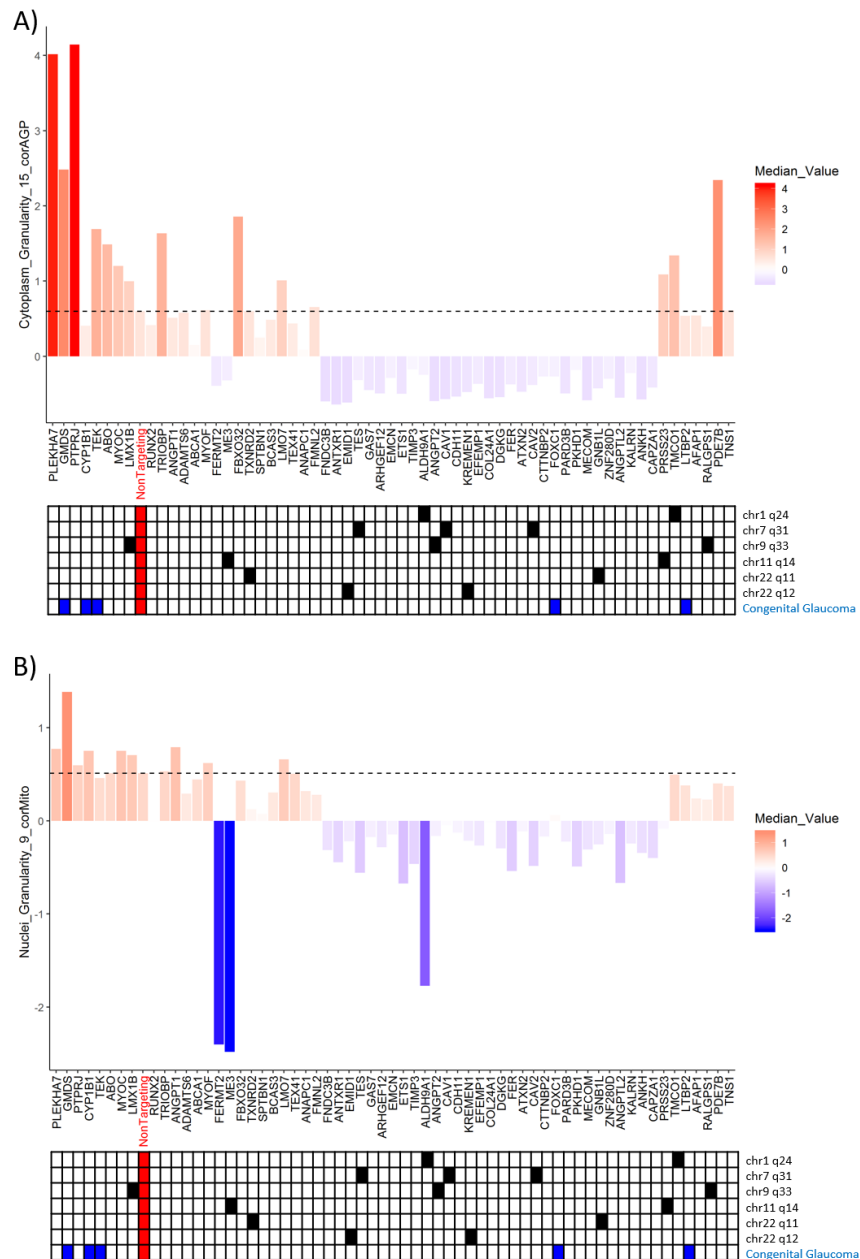 A)
Cytoplasm_Granularity_15_corAGP
4
3
2
1
0
Median_Value
4
3
2
1
0
PLEKHA7
GMDS
PTPRJ
CYP1B1
TEK
ABO
MYOC
LMX1B
NonTargeting
RUNX2
TRIOBP
ANGPT1
ADAMTS6
ABCA1
MYOF
FERMT2
ME3
FBXO32
TXNRD2
SPTBN1
BCAS3
LMO7
TEX41
ANAPC1
FMNL2
FNDC3B
ANTXR1
EMID1
TES
GAS7
ARHGEF12
EMCN
ETS1
TIMP3
ALDH9A1
ANGPT2
CAV1
CDH11
KREMEN1
EFEMP1
COL24A1
DGKG
FER
ATXN2
CAV2
CTTNBP2
FOXC1
PARD3B
PKHD1
MECOM
GNB1L
ZNF280D
ANGPTL2
KALRN
ANKH
CAPZA1
PRSS23
TMCO1
LTBP2
AFAP1
RALGPS1
PDE7B
TNS1
chr1 q24
chr7 q31
chr9 q33
chr11 q14
chr22 q11
chr22 q12
Congenital Glaucoma
B)
Nuclei_Granularity_9_corMito
1
0
-1
-2
Median_Value
1
0
-1
-2
PLEKHA7
GMDS
PTPRJ
CYP1B1
TEK
ABO
MYOC
LMX1B
NonTargeting
RUNX2
TRIOBP
ANGPT1
ADAMTS6
ABCA1
MYOF
FERMT2
ME3
FBXO32
TXNRD2
SPTBN1
BCAS3
LMO7
TEX41
ANAPC1
FMNL2
FNDC3B
ANTXR1
EMID1
TES
GAS7
ARHGEF12
EMCN
ETS1
TIMP3
ALDH9A1
ANGPT2
CAV1
CDH11
KREMEN1
EFEMP1
COL24A1
DGKG
FER
ATXN2
CAV2
CTTNBP2
FOXC1
PARD3B
PKHD1
MECOM
GNB1L
ZNF280D
ANGPTL2
KALRN
ANKH
CAPZA1
PRSS23
TMCO1
LTBP2
AFAP1
RALGPS1
PDE7B
TNS1
chr1 q24
chr7 q31
chr9 q33
chr11 q14
chr22 q11
chr22 q12
Congenital Glaucoma